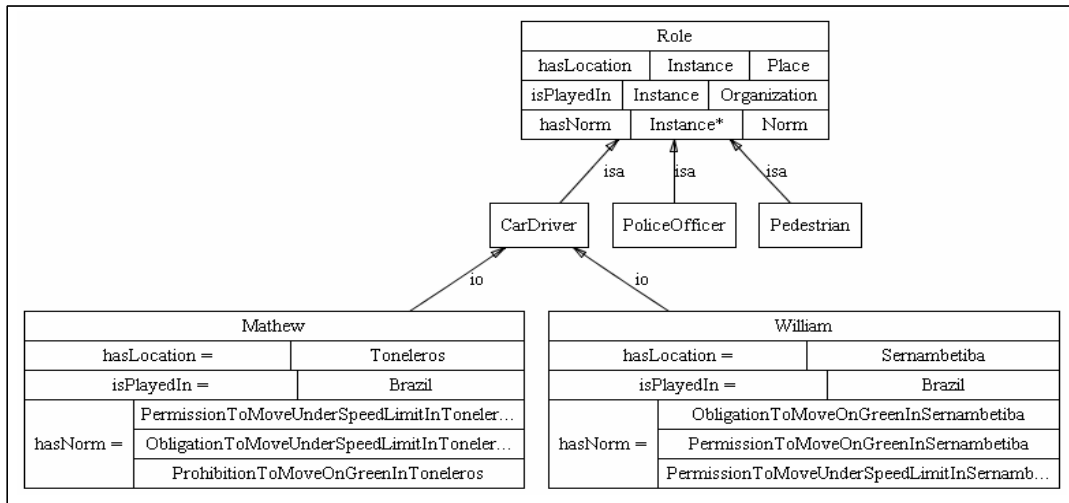 Role
hasLocation Instance Place
isPlayedIn Instance Organization
hasNorm Instance* Norm
isa isa isa
CarDriver PoliceOfficer Pedestrian
io io
Mathew
hasLocation = Toneleros
isPlayedIn = Brazil
hasNorm =
PermissionToMoveUnderSpeedLimitInToneler...
ObligationToMoveUnderSpeedLimitInToneler...
ProhibitionToMoveOnGreenInToneleros
William
hasLocation = Sernambetiba
isPlayedIn = Brazil
hasNorm =
ObligationToMoveOnGreenInSernambetiba
PermissionToMoveOnGreenInSernambetiba
PermissionToMoveUnderSpeedLimitInSernamb...